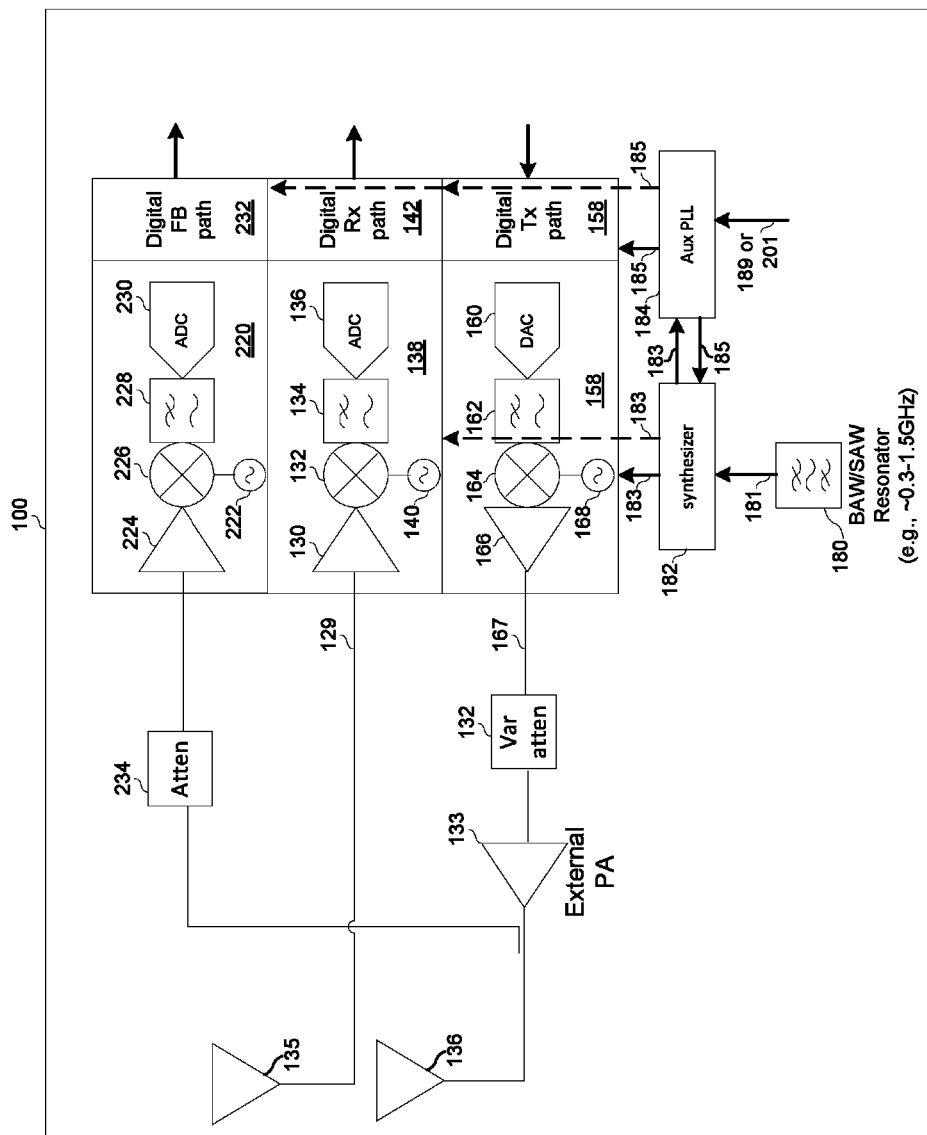 100
Digital
FB
path
232
230
ADC
220
228
226
224
222
Atten
234
Digital
Rx
path
142
136
ADC
138
134
132
130
140
129
135
Digital
Tx
path
158
160
DAC
158
162
164
166
168
167
132
Var
atten
133
External
PA
136
183
183
185
185
184
Aux PLL
183
185
189 or
201
synthesizer
182
181
180
BAW/SAW
Resonator
(e.g., ~0.3-1.5GHz)